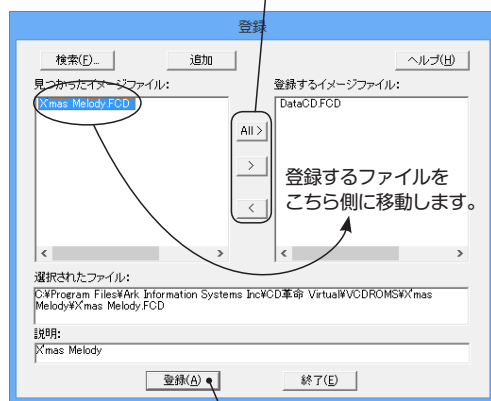 登録
検索(F)... 追加 ヘルプ(H)
見つかったイメージファイル: 登録するイメージファイル:
X'mas Melody.FCD DataCD.FCD
All >
>
登録するファイルを
こちら側に移動します。
<
選択されたファイル:
C:¥Program Files¥Ark Information Systems Inc¥CD革命 Virtual¥VCDROMS¥X'mas
Melody¥X'mas Melody.FCD
説明:
X'mas Melody
登録(A) 終了(E)